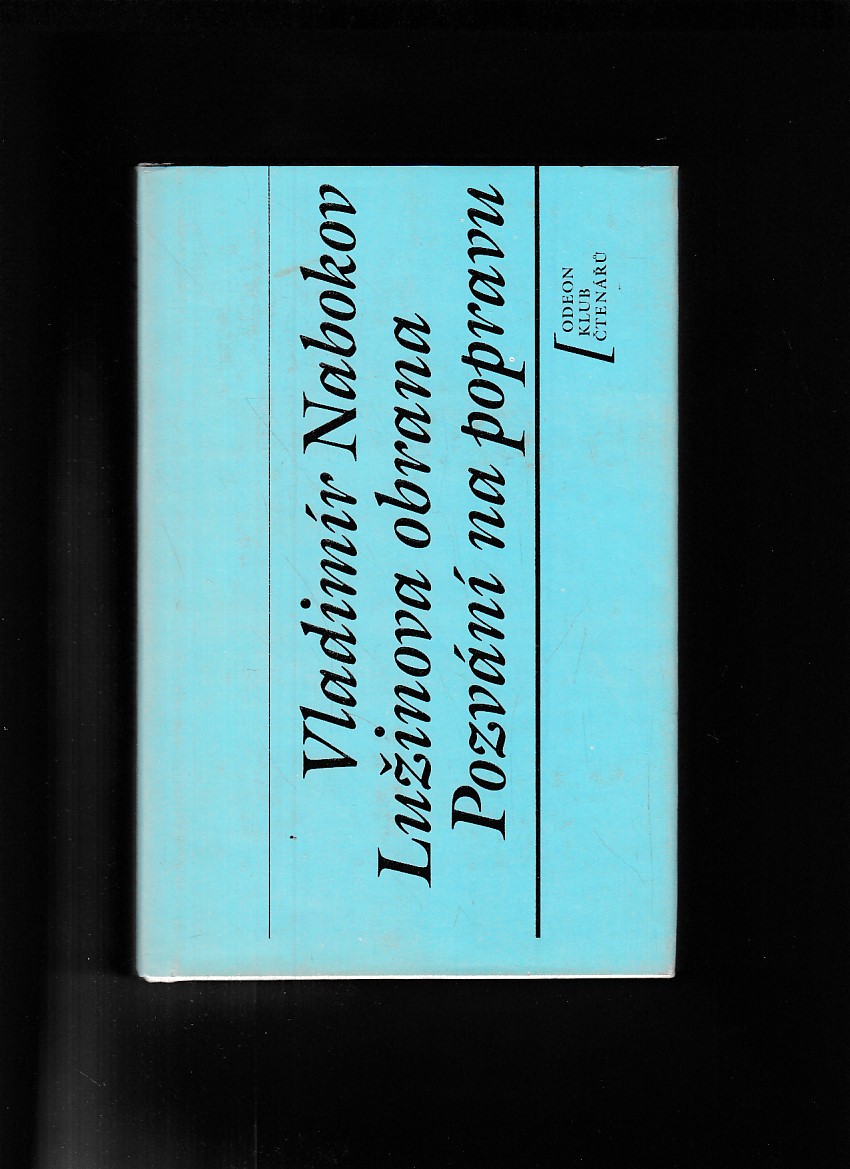 Vladimír Nabokov
Lužinova obrana
Pozvání na popravu
ODEON
KLUB
ČTENÁŘŮ